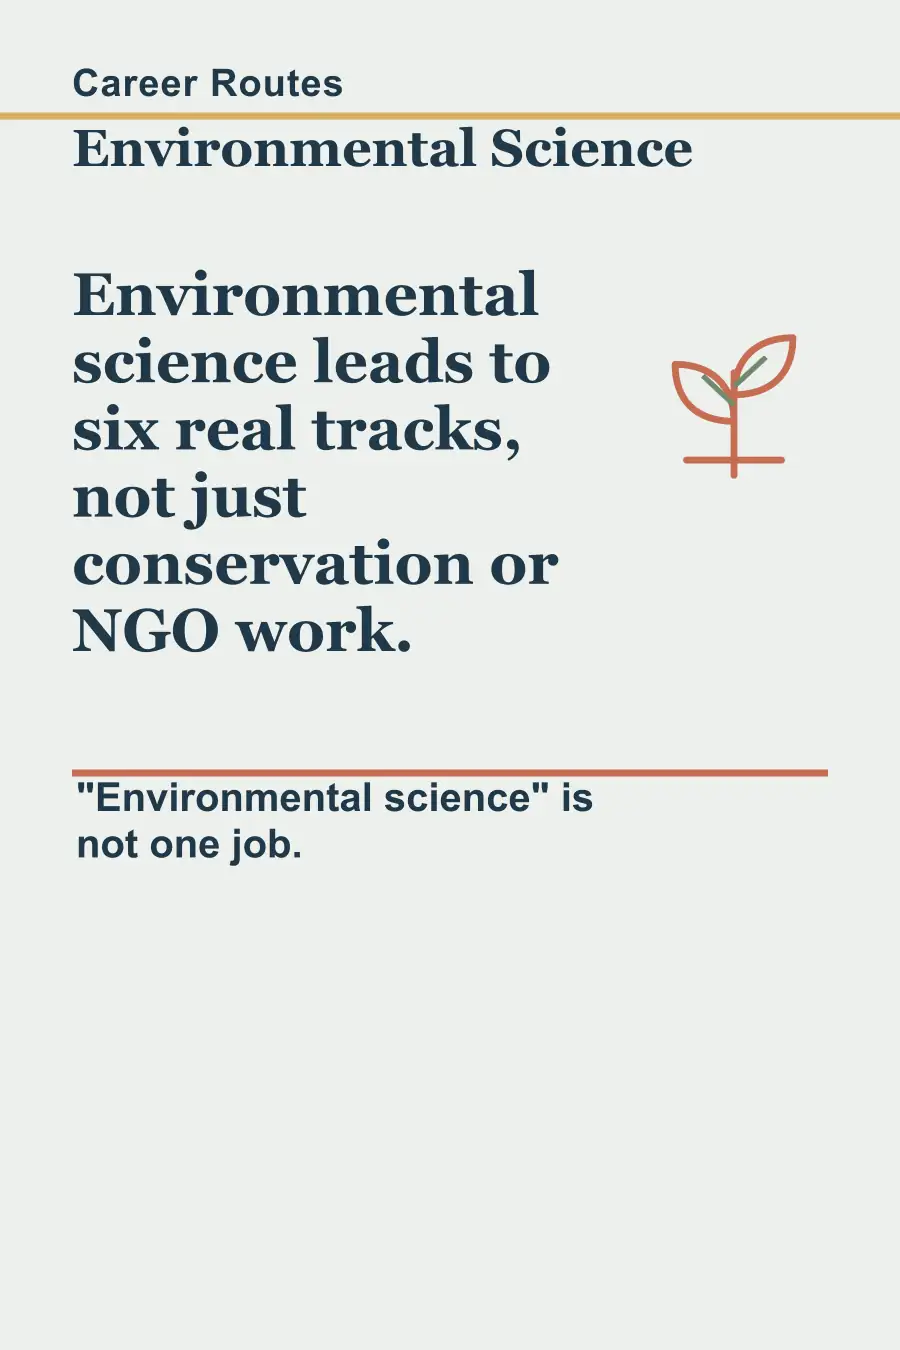 Career Routes
Environmental Science
Environmental
science leads to
six real tracks,
not just
conservation or
NGO work.
"Environmental science" is
not one job.